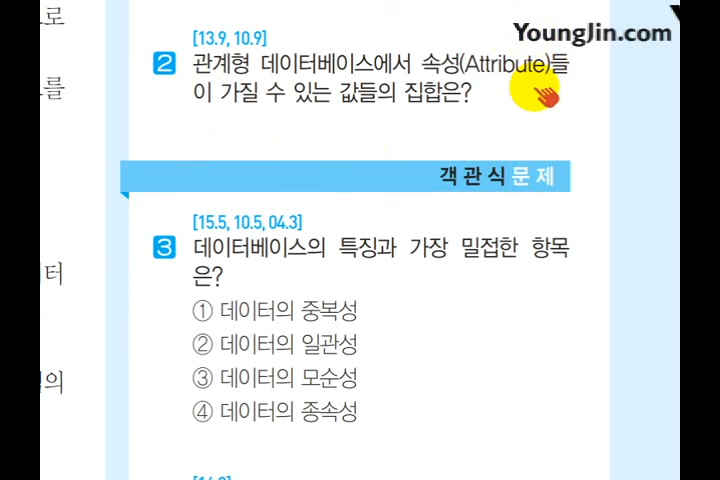 YoungJin.com
로
[13.9, 10.9]
2 관계형 데이터베이스에서 속성(Attribute)들
이 가질 수 있는 값들의 집합은?
를
객관식 문제
[15.5, 10.5, 04.3]
3 데이터베이스의 특징과 가장 밀접한 항목
은?
터
① 데이터의 중복성
② 데이터의 일관성
③ 데이터의 모순성
의
④ 데이터의 종속성